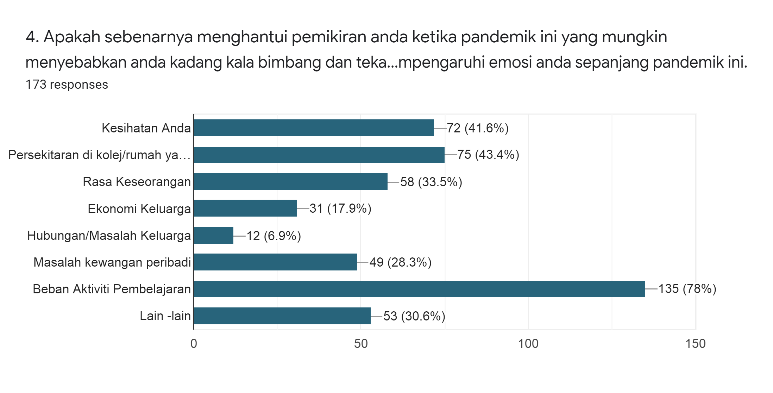 4. Apakah sebenarnya menghantui pemikiran anda ketika pandemik ini yang mungkin
menyebabkan anda kadang kala bimbang dan teka...mpengaruhi emosi anda sepanjang pandemik ini.
173 responses
Kesihatan Anda 72 (41.6%)
Persekitaran di kolej/rumah ya... 75 (43.4%)
Rasa Keseorangan 58 (33.5%)
Ekonomi Keluarga 31 (17.9%)
Hubungan/Masalah Keluarga 12 (6.9%)
Masalah kewangan peribadi 49 (28.3%)
Beban Aktiviti Pembelajaran 135 (78%)
Lain -lain 53 (30.6%)
0 50 100 150